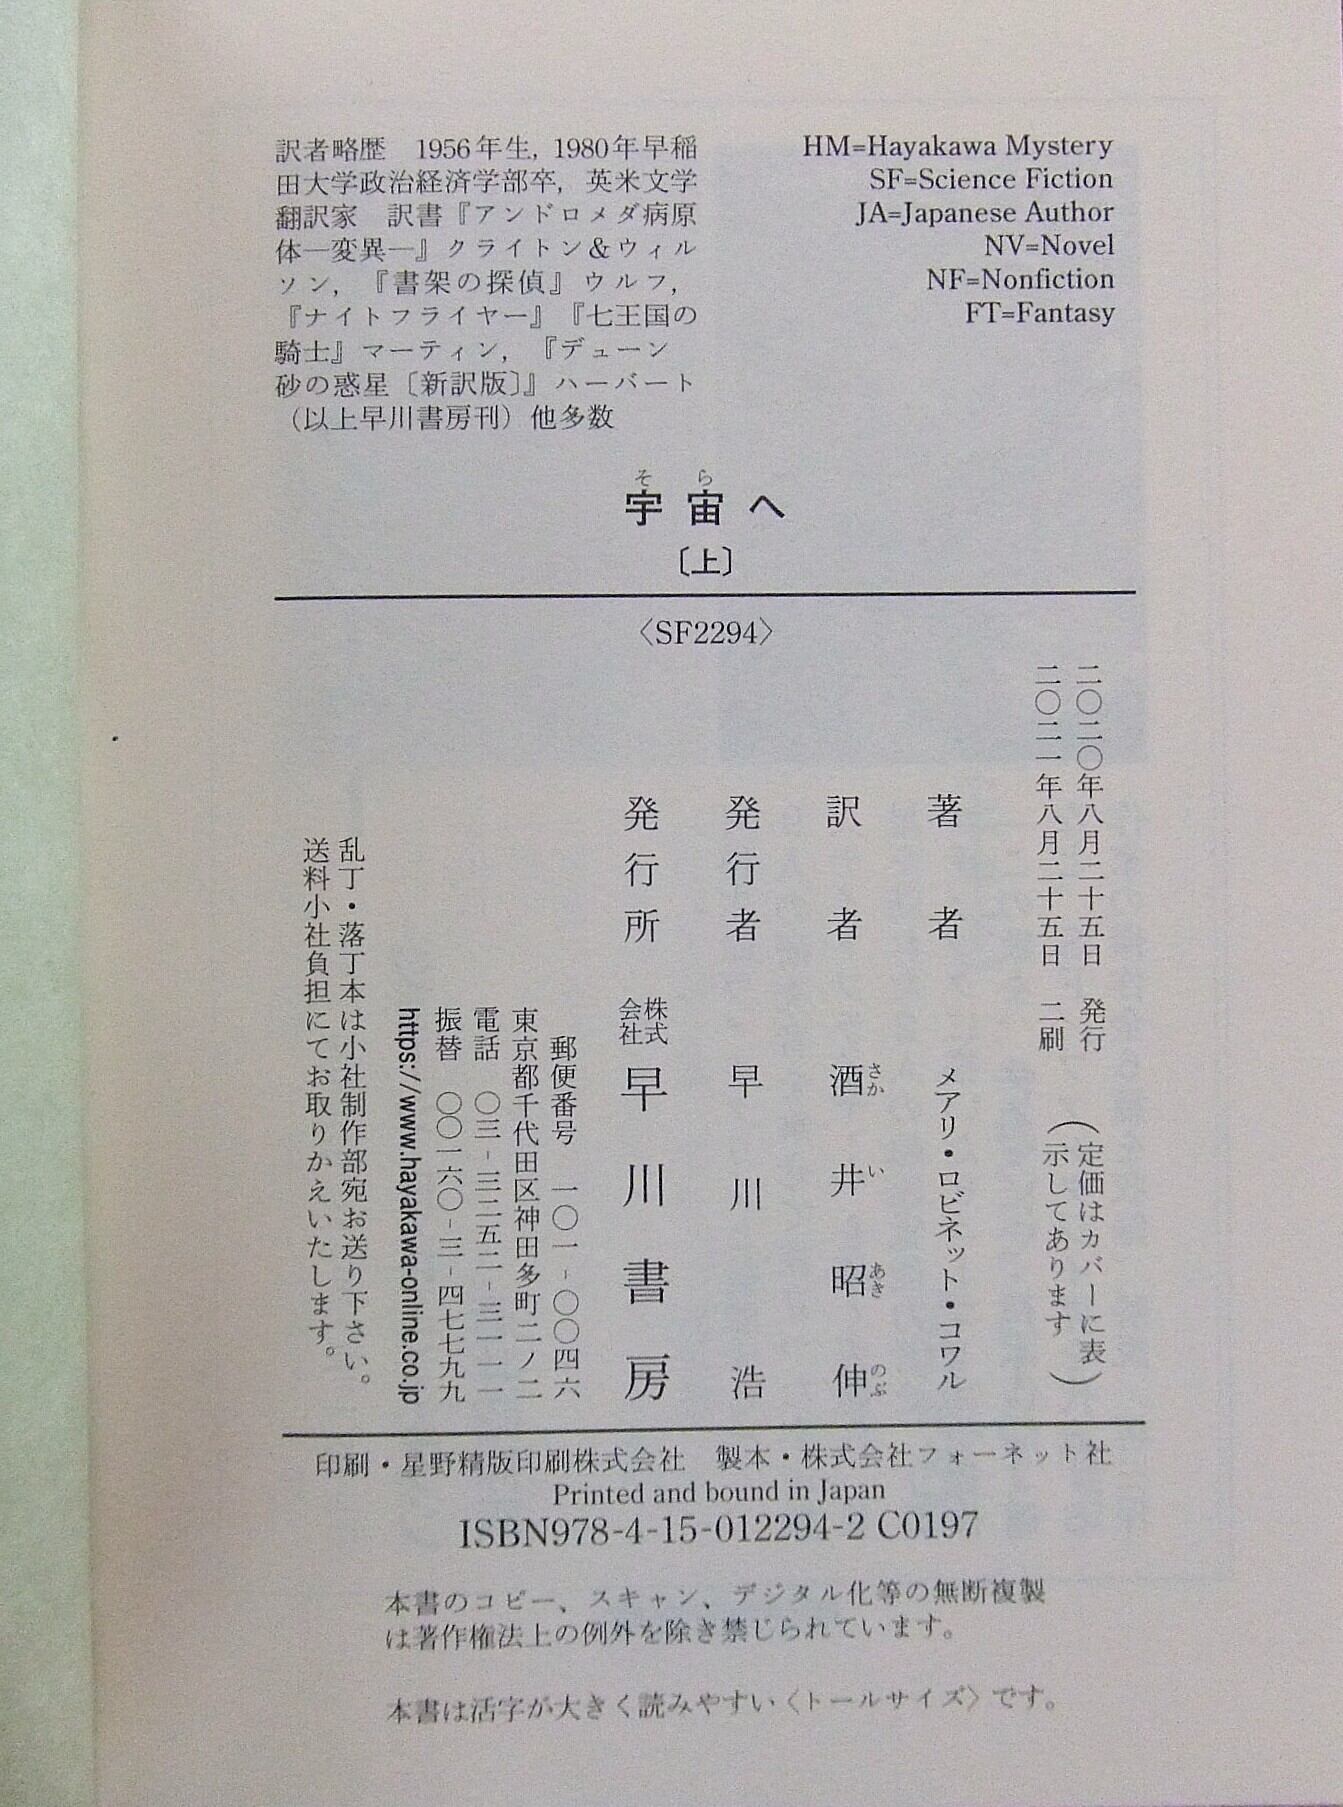 訳者略歴　1956年生，1980年早稲
田大学政治経済学部卒，英米文学
翻訳家　訳書『アンドロメダ病原
体―変異―』クライトン＆ウィル
ソン，『書架の探偵』ウルフ，
『ナイトフライヤー』『七王国の
騎士』マーティン，『デューン
砂の惑星〔新訳版〕』ハーバート
（以上早川書房刊）他多数
HM=Hayakawa Mystery
SF=Science Fiction
JA=Japanese Author
NV=Novel
NF=Nonfiction
FT=Fantasy
そら
宇宙へ
〔上〕
〈SF2294〉
二〇二〇年八月二十五日　発行
二〇二一年八月二十五日　二刷
（定価はカバーに表
示してあります）
著者　メアリ・ロビネット・コワル
訳者　酒井昭伸
さかいあきのぶ
発行者　早川浩
発行所　株式会社　早川書房
郵便番号　一〇一-〇〇四六
東京都千代田区神田多町二ノ二
電話　〇三-三二五二-三一一一
振替　〇〇一六〇-三-四七七九九
https://www.hayakawa-online.co.jp
乱丁・落丁本は小社制作部宛お送り下さい。
送料小社負担にてお取りかえいたします。
印刷・星野精版印刷株式会社　製本・株式会社フォーネット社
Printed and bound in Japan
ISBN978-4-15-012294-2 C0197
本書のコピー、スキャン、デジタル化等の無断複製
は著作権法上の例外を除き禁じられています。
本書は活字が大きく読みやすい〈トールサイズ〉です。